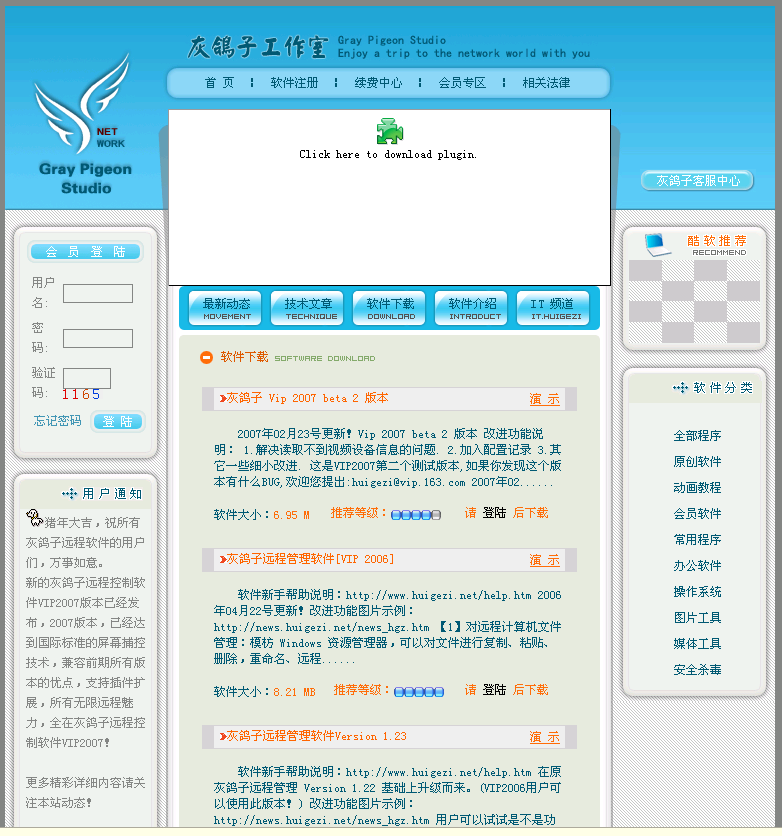 灰鸽子工作室
Gray Pigeon Studio
Enjoy a trip to the network world with you
首 页
软件注册
续费中心
会员专区
相关法律
NET
WORK
Gray Pigeon
Studio
Click here to download plugin.
灰鸽子客服中心
会 员 登 陆
用户
名:
密
码:
验证
码:
1165
忘记密码
登 陆
用户通知
猪年大吉，祝所有
灰鸽子远程软件的用户
们，万事如意。
新的灰鸽子远程控制软
件VIP2007版本已经发
布，2007版本，已经达
到国际标准的屏幕捕控
技术，兼容前期所有版
本的优点，支持插件扩
展，所有无限远程魅
力，全在灰鸽子远程控
制软件VIP2007!
更多精彩详细内容请关
注本站动态!
最新动态
MOVEMENT
技术文章
TECHNIQUE
软件下载
DOWNLOAD
软件介绍
INTRODUCT
IT 频道
IT.HUIGEZI
软件下载 SOFTWARE DOWNLOAD
灰鸽子 Vip 2007 beta 2 版本
演 示
2007年02月23号更新! Vip 2007 beta 2 版本 改进功能说
明： 1.解决读取不到视频设备信息的问题. 2.加入配置记录 3.其
它一些细小改进. 这是VIP2007第二个测试版本,如果你发现这个版
本有什么BUG,欢迎您提出:huigezi@vip.163.com 2007年02......
软件大小：6.95 M
推荐等级：
请 登陆 后下载
灰鸽子远程管理软件[VIP 2006]
演 示
软件新手帮助说明：http://www.huigezi.net/help.htm 2006
年04月22号更新! 改进功能图片示例:
http://news.huigezi.net/news_hgz.htm 【1】对远程计算机文件
管理：模枋 Windows 资源管理器，可以对文件进行复制、粘贴、
删除，重命名、远程......
软件大小：8.21 MB
推荐等级：
请 登陆 后下载
灰鸽子远程管理软件Version 1.23
演 示
软件新手帮助说明：http://www.huigezi.net/help.htm 在原
灰鸽子远程管理 Version 1.22 基础上升级而来。(VIP2006用户可
以使用此版本! ) 改进功能图片示例:
http://news.huigezi.net/news_hgz.htm 用户可以试试是不是功
酷软推荐
RECOMMEND
软件分类
全部程序
原创软件
动画教程
会员软件
常用程序
办公软件
操作系统
图片工具
媒体工具
安全杀毒